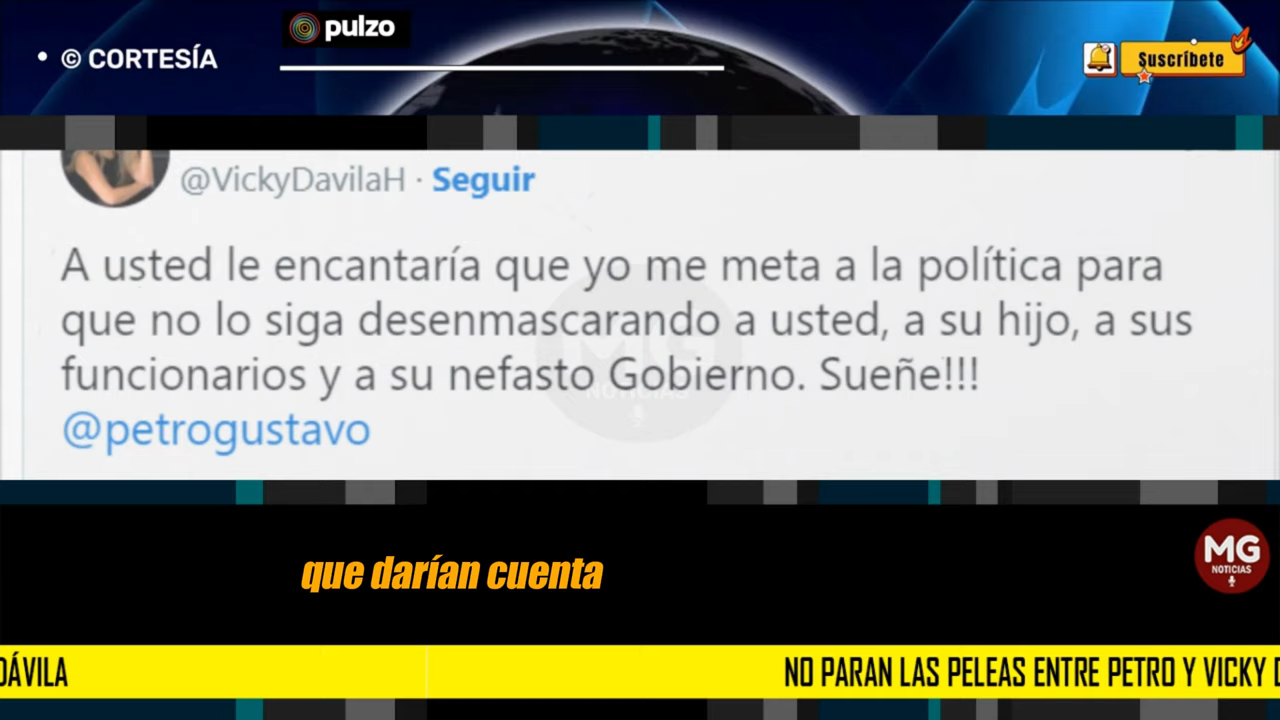 pulzo
• © CORTESÍA
Suscríbete
@VickyDavilaH · Seguir
A usted le encantaría que yo me meta a la política para
que no lo siga desenmascarando a usted, a su hijo, a sus
funcionarios y a su nefasto Gobierno. Sueñe!!!
@petrogustavo
MG
NOTICIAS
que darían cuenta
MG
NOTICIAS
DÁVILA
NO PARAN LAS PELEAS ENTRE PETRO Y VICKY D